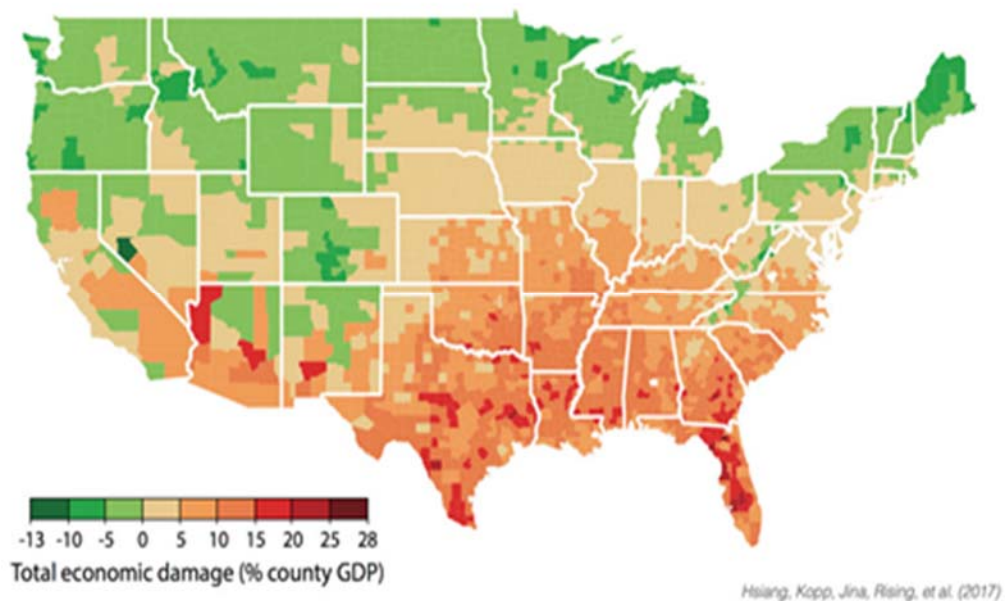 -13 -10 -5 0 5 10 15 20 25 28
Total economic damage (% county GDP)
Hsiang, Kopp, Jina, Rising, et al. (2017)